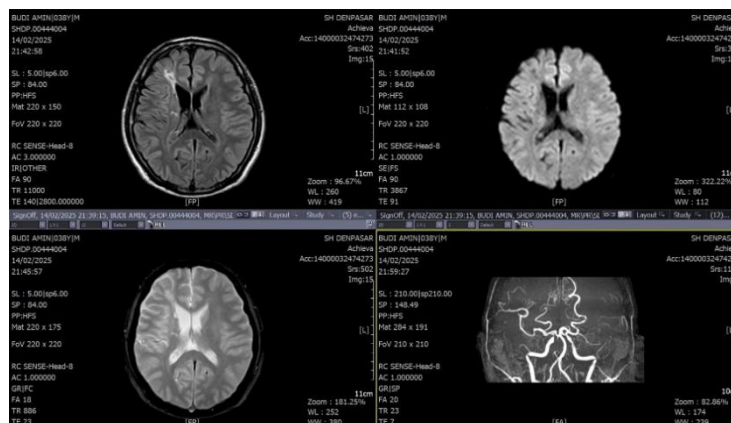 BUDI AMIN|038Y|M
SH DENPASAR
SHDP.00444004
Achieva
Acc:14000032474273
14/02/2025
Srs:402
21:42:58
Img:15
SL : 5.00|sp6.00
SP : 84.00
PP:HFS
Mat 220 x 150
[L]
FoV 220 x 220
RC SENSE-Head-8
AC 3.000000
IR|OTHER
11cm
FA 90
Zoom : 96.67%
TR 11000
WL : 260
TE 140|2800.000000
[FP]
WW : 419
BUDI AMIN|038Y|M
SH DENPASAR
SHDP.00444004
Achieva
14/02/2025
21:41:52
SL : 5.00|sp6.00
SP : 84.00
PP:HFS
Mat 112 x 108
[L]
FoV 220 x 220
RC SENSE-Head-8
AC 1.000000
SE|FS
11cm
FA 90
Zoom : 322.22%
TR 3867
WL : 80
TE 91
[FP]
WW : 112
SignOff, 14/02/2025 21:39:15, BUDI AMIN, SHDP.00444004,
Layout
Study
SignOff, 14/02/2025 21:39:15, BUDI AMIN, SHDP.00444004,
Layout
Study
BUDI AMIN|038Y|M
SH DENPASAR
SHDP.00444004
Achieva
Acc:14000032474273
14/02/2025
Srs:502
21:45:57
Img:15
SL : 5.00|sp6.00
SP : 84.00
PP:HFS
Mat 220 x 175
[L]
FoV 220 x 220
RC SENSE-Head-8
AC 1.000000
GR|FC
11cm
FA 18
Zoom : 181.25%
TR 886
WL : 252
BUDI AMIN|038Y|M
SH DENPASAR
SHDP.00444004
Achieva
14/02/2025
21:59:27
SL : 210.00|sp210.00
SP : 148.49
PP:HFS
Mat 284 x 191
FoV 210 x 210
RC SENSE-Head-8
AC 1.000000
GR|SP
FA 20
Zoom : 82.86%
TR 23
WL : 174